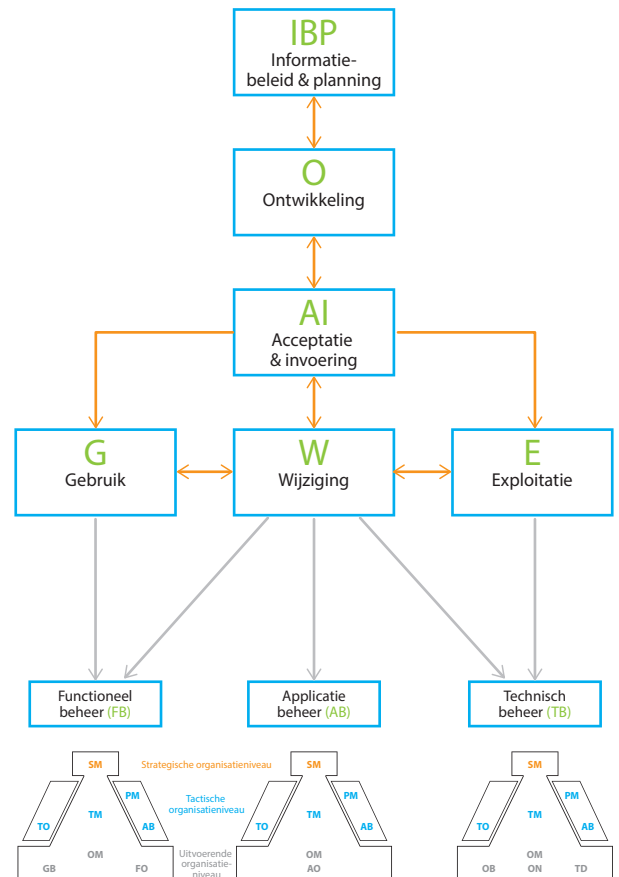 IBP
Informatie-
beleid & planning
O
Ontwikkeling
AI
Acceptatie
& invoering
G
Gebruik
W
Wijziging
E
Exploitatie
Functioneel
beheer (FB)
Applicatie
beheer (AB)
Technisch
beheer (TB)
SM
Strategische organisatieniveau
SM
SM
PM
Tactische
organisatieniveau
PM
PM
TO
TM
AB
TO
TM
AB
TO
TM
AB
OM
Uitvoerende
organisatie-
niveau
OM
OM
GB
FO
AO
OB
ON
TD